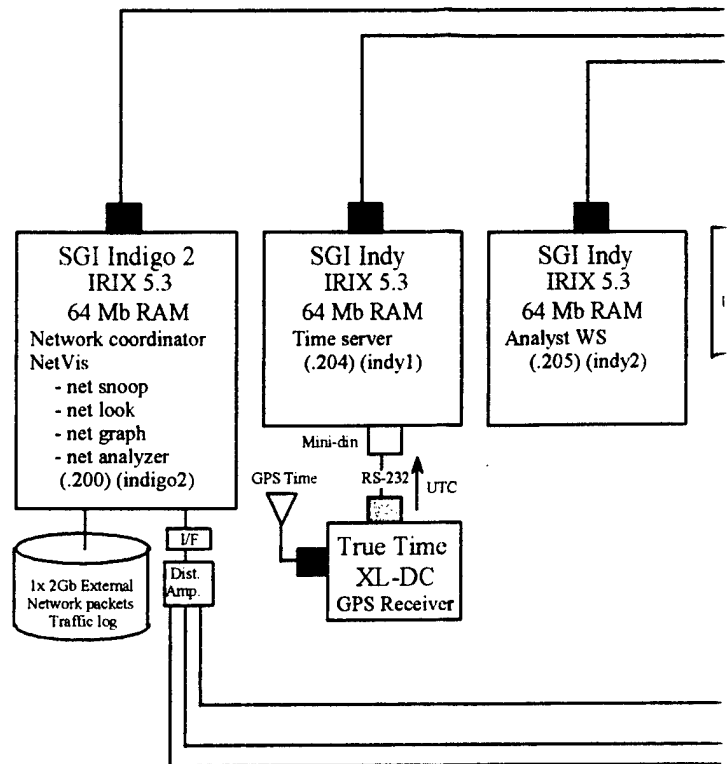 SGI Indigo 2
IRIX 5.3
64 Mb RAM
Network coordinator
NetVis
- net snoop
- net look
- net graph
- net analyzer
(.200) (indigo2)
SGI Indy
IRIX 5.3
64 Mb RAM
Time server
(.204) (indy1)
SGI Indy
IRIX 5.3
64 Mb RAM
Analyst WS
(.205) (indy2)
Mini-din
GPS Time
RS-232
UTC
True Time
XL-DC
GPS Receiver
I/F
Dist.
Amp.
1x 2Gb External
Network packets
Traffic log